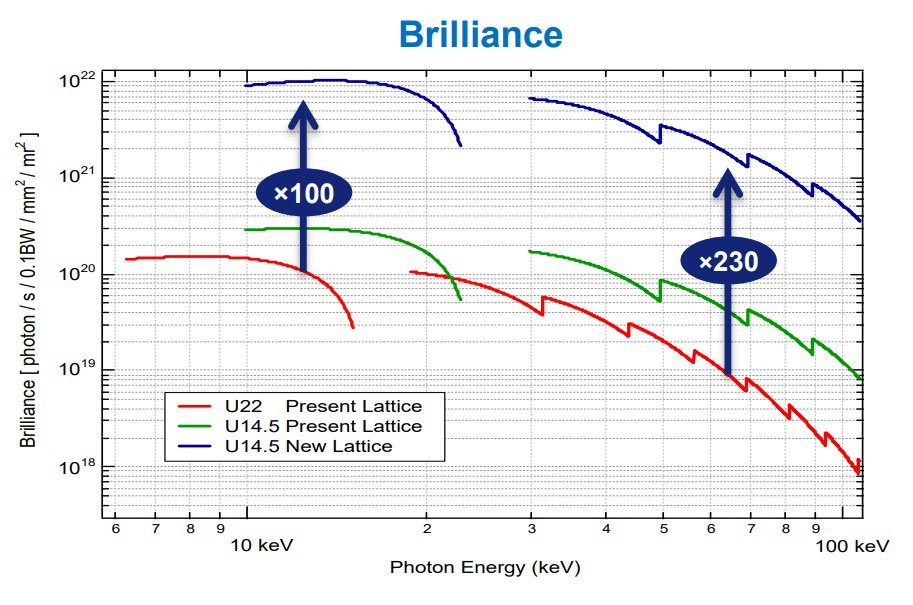 Brilliance
Brilliance [ photon / s / 0.1BW / mm² / m² ]
10²²
10²¹
10²⁰
10¹⁹
10¹⁸
×100
×230
U22 Present Lattice
U14.5 Present Lattice
U14.5 New Lattice
6 7 8 9 2 3 4 5 6 7 8 9
10 keV 100 keV
Photon Energy (keV)